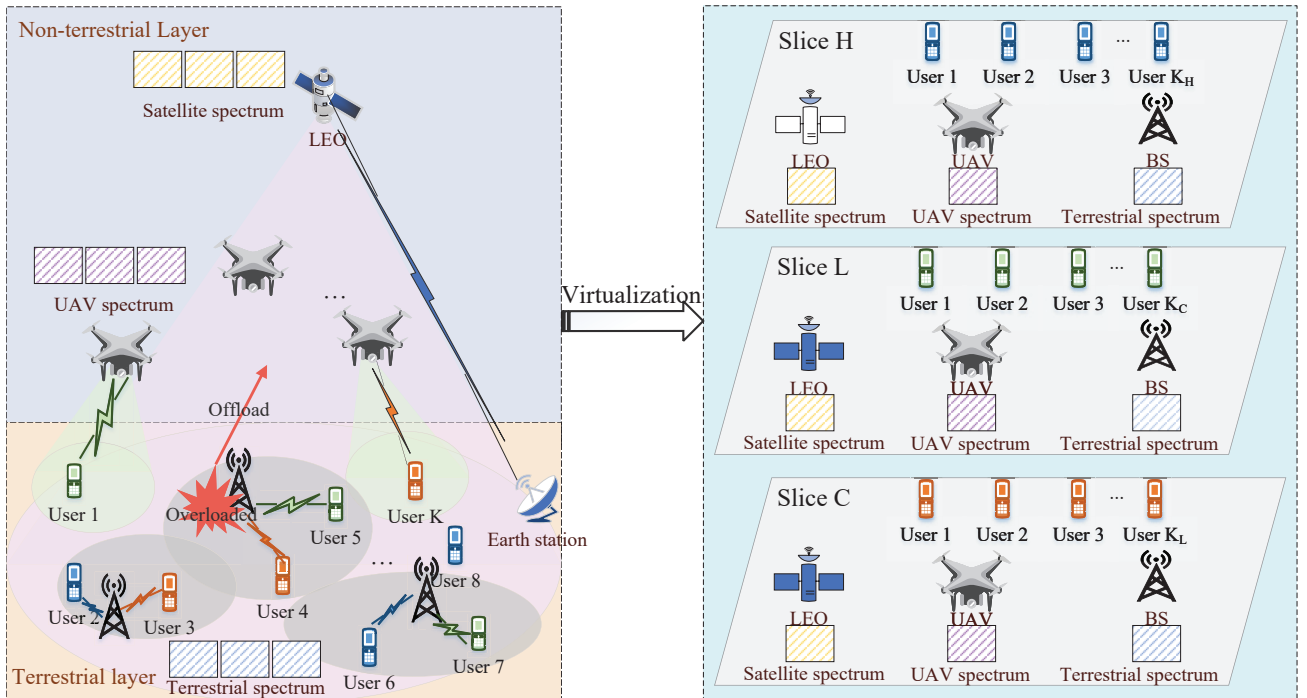 Non-terrestrial Layer
Satellite spectrum
LEO
UAV spectrum
...
Offload
User 1
Overloaded
User 5
User K
Earth station
...
User 8
User 2
User 3
User 4
User 6
User 7
Terrestrial layer
Terrestrial spectrum
Virtualization
Slice H
...
User 1 User 2 User 3 User K_H
LEO UAV BS
Satellite spectrum UAV spectrum Terrestrial spectrum
Slice L
...
User 1 User 2 User 3 User K_C
LEO UAV BS
Satellite spectrum UAV spectrum Terrestrial spectrum
Slice C
...
User 1 User 2 User 3 User K_L
LEO UAV BS
Satellite spectrum UAV spectrum Terrestrial spectrum